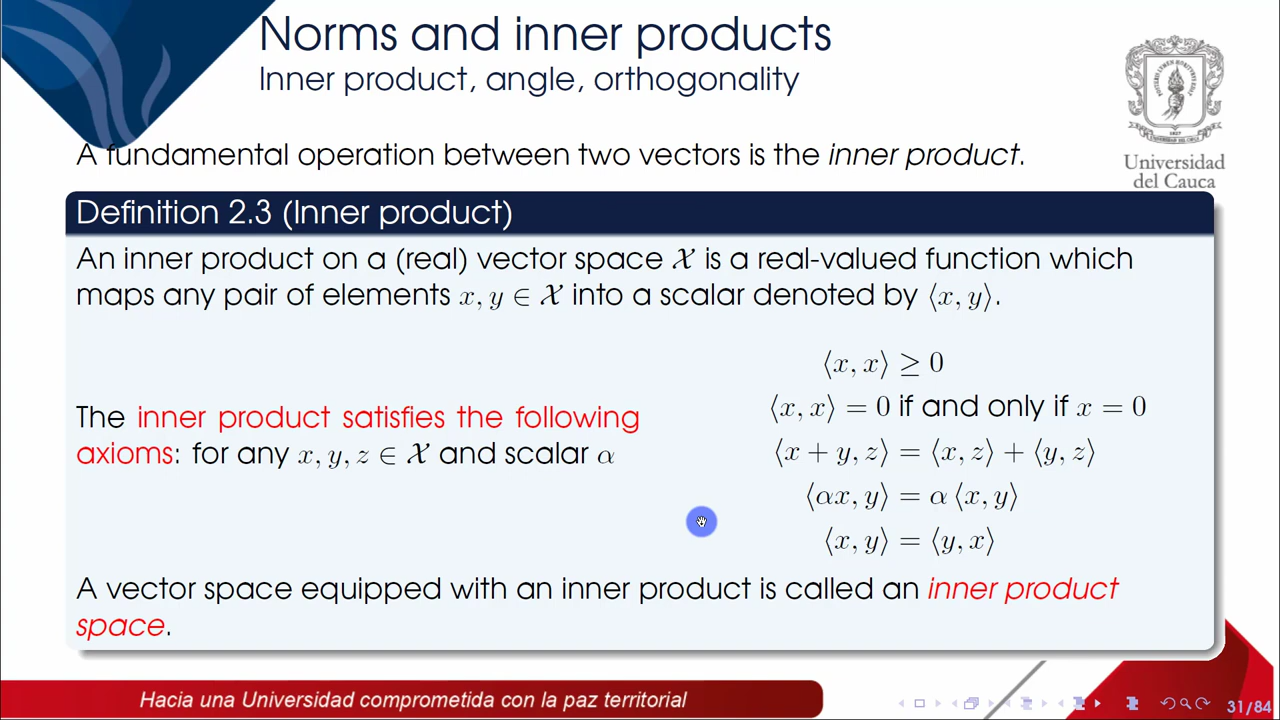 Norms and inner products
Inner product, angle, orthogonality
Universidad
del Cauca
A fundamental operation between two vectors is the inner product.
Definition 2.3 (Inner product)
An inner product on a (real) vector space 𝒳 is a real-valued function which
maps any pair of elements x, y ∈ 𝒳 into a scalar denoted by ⟨x, y⟩.
The inner product satisfies the following
axioms: for any x, y, z ∈ 𝒳 and scalar α
⟨x, x⟩ ≥ 0
⟨x, x⟩ = 0 if and only if x = 0
⟨x + y, z⟩ = ⟨x, z⟩ + ⟨y, z⟩
⟨αx, y⟩ = α ⟨x, y⟩
⟨x, y⟩ = ⟨y, x⟩
A vector space equipped with an inner product is called an inner product
space.
Hacia una Universidad comprometida con la paz territorial
31/84